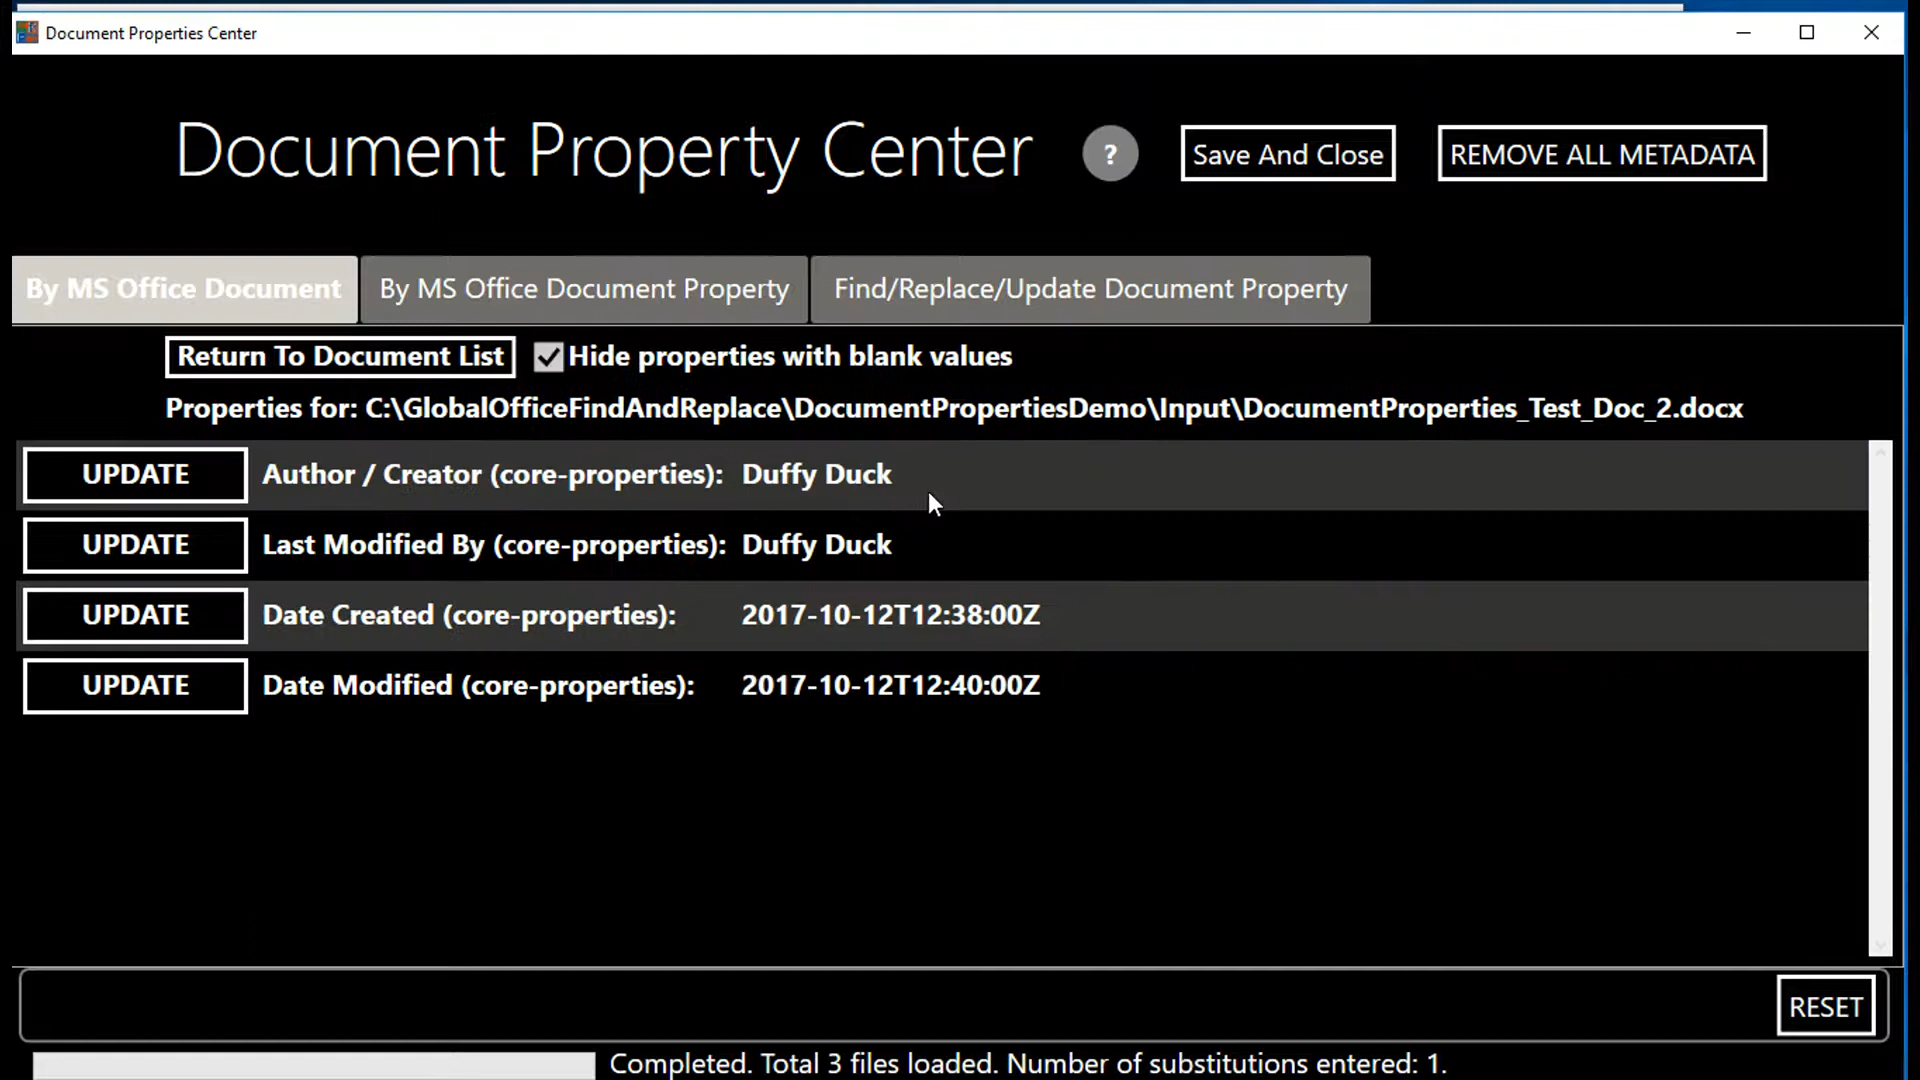 Document Properties Center
Document Property Center
?
Save And Close
REMOVE ALL METADATA
By MS Office Document
By MS Office Document Property
Find/Replace/Update Document Property
Return To Document List
Hide properties with blank values
Properties for: C:\GlobalOfficeFindAndReplace\DocumentPropertiesDemo\Input\DocumentProperties_Test_Doc_2.docx
UPDATE Author / Creator (core-properties): Duffy Duck
UPDATE Last Modified By (core-properties): Duffy Duck
UPDATE Date Created (core-properties): 2017-10-12T12:38:00Z
UPDATE Date Modified (core-properties): 2017-10-12T12:40:00Z
RESET
Completed. Total 3 files loaded. Number of substitutions entered: 1.